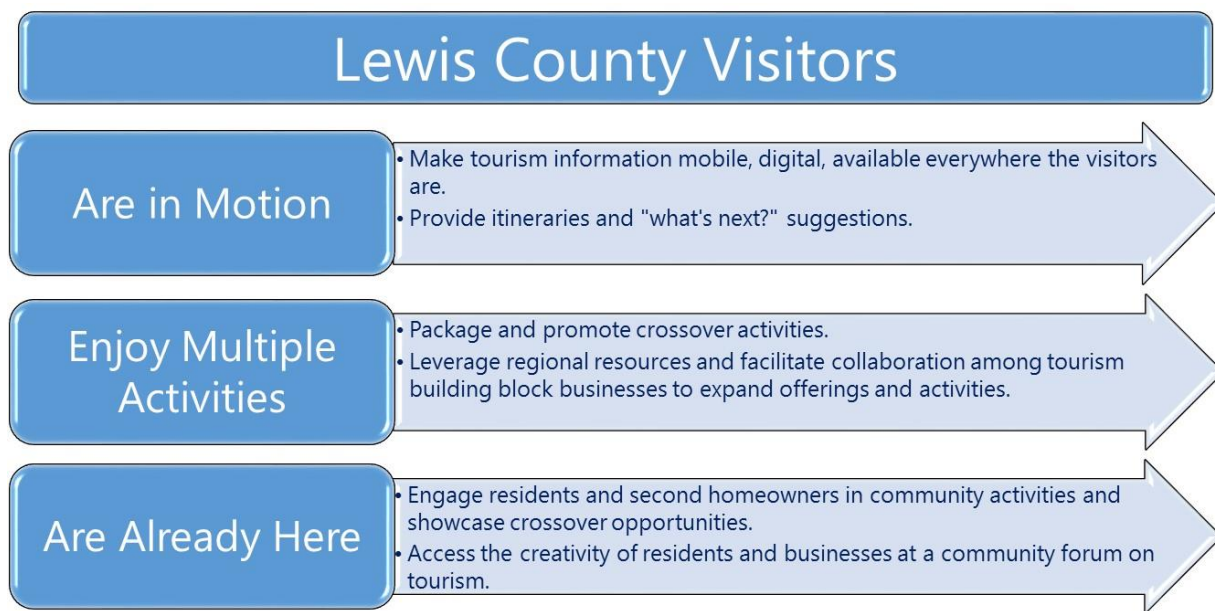 Lewis County Visitors
Are in Motion
• Make tourism information mobile, digital, available everywhere the visitors
are.
• Provide itineraries and "what's next?" suggestions.
Enjoy Multiple
Activities
• Package and promote crossover activities.
• Leverage regional resources and facilitate collaboration among tourism
building block businesses to expand offerings and activities.
Are Already Here
• Engage residents and second homeowners in community activities and
showcase crossover opportunities.
• Access the creativity of residents and businesses at a community forum on
tourism.